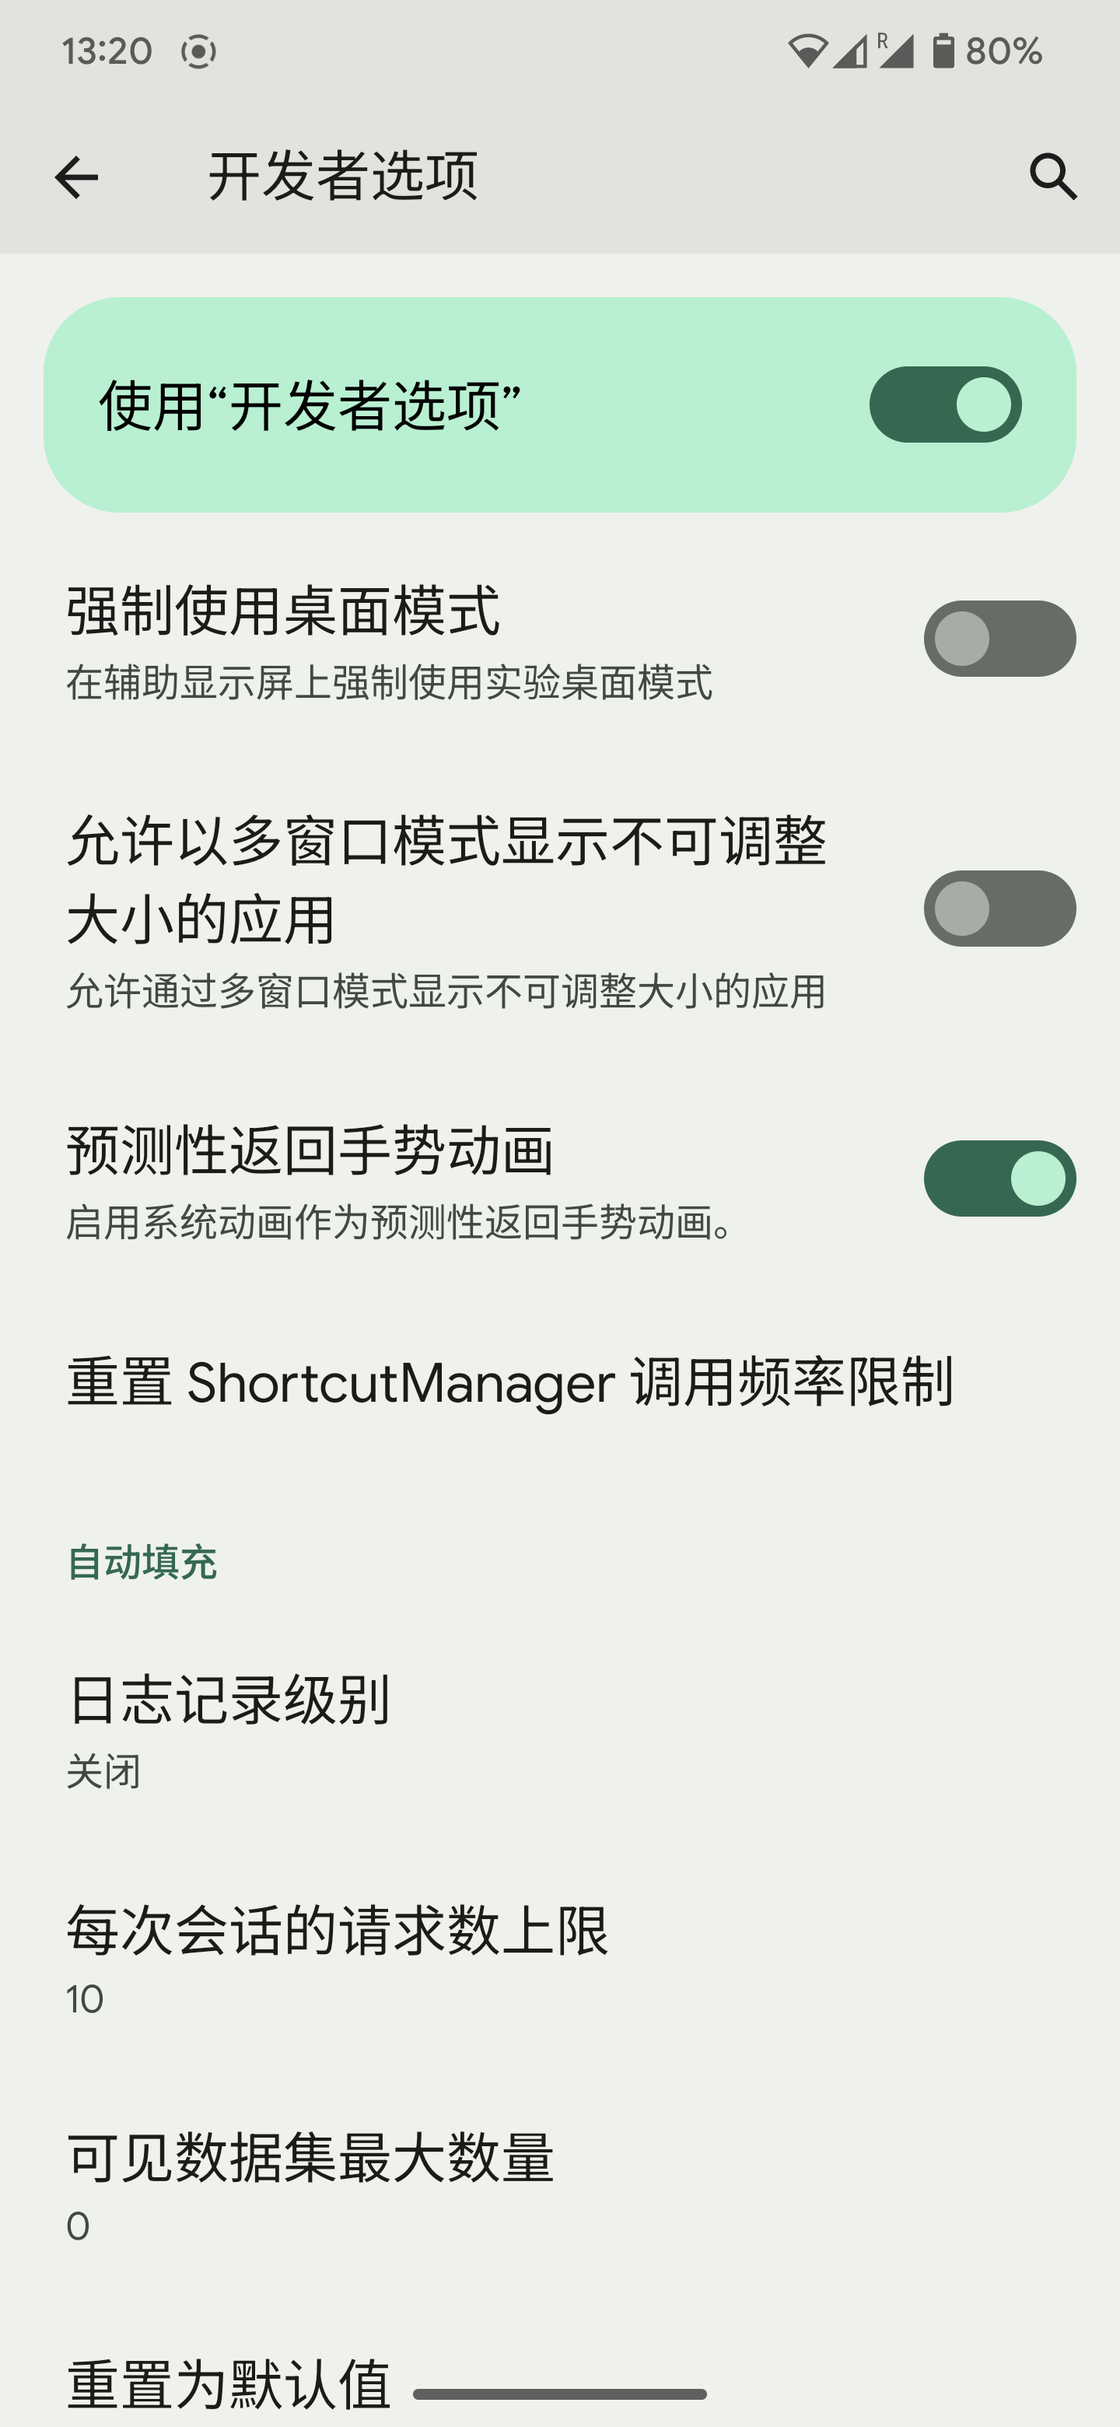 13:20
R
80%
开发者选项
使用“开发者选项”
强制使用桌面模式
在辅助显示屏上强制使用实验桌面模式
允许以多窗口模式显示不可调整
大小的应用
允许通过多窗口模式显示不可调整大小的应用
预测性返回手势动画
启用系统动画作为预测性返回手势动画。
重置 ShortcutManager 调用频率限制
自动填充
日志记录级别
关闭
每次会话的请求数上限
10
可见数据集最大数量
0
重置为默认值